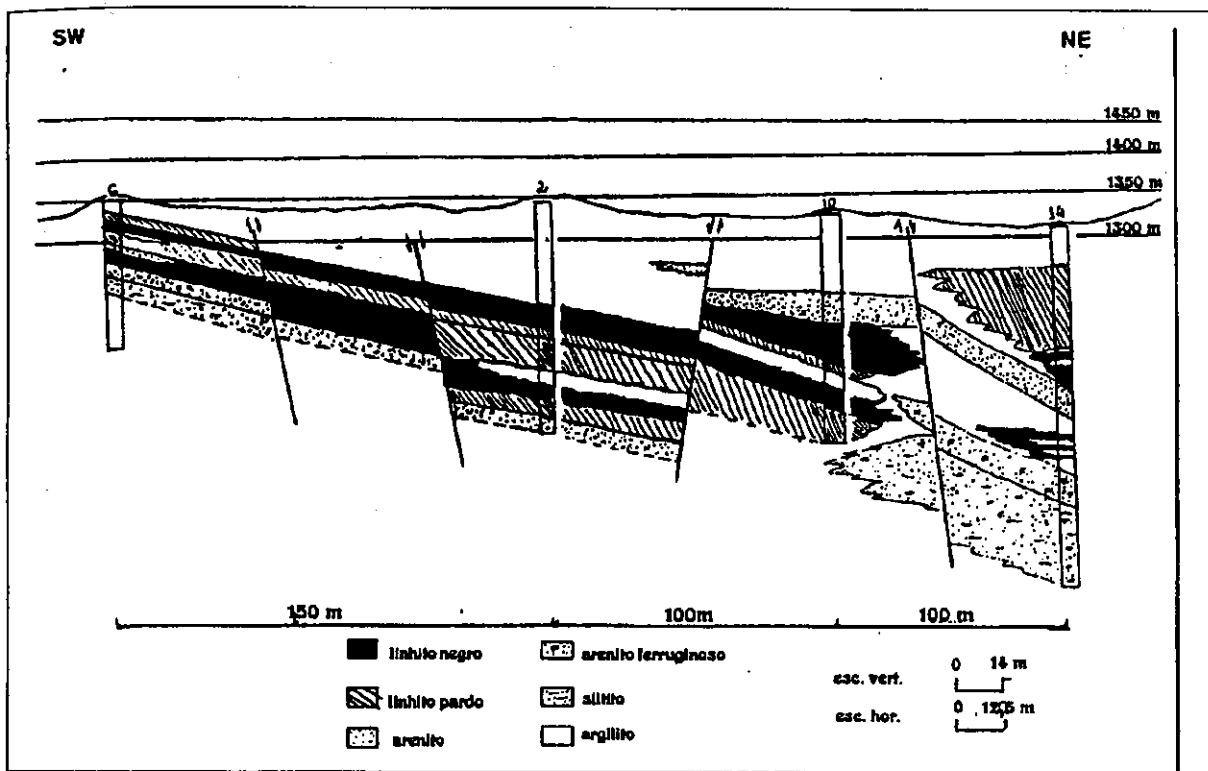 SW
NE
1450 m
1400 m
1350 m
1300 m
6
2
10
14
150 m
100m
100 m
linhito negro
linhito pardo
arenito
arenito ferruginoso
siltito
argilito
esc. vert.
0 14 m
esc. hor.
0 12,5 m